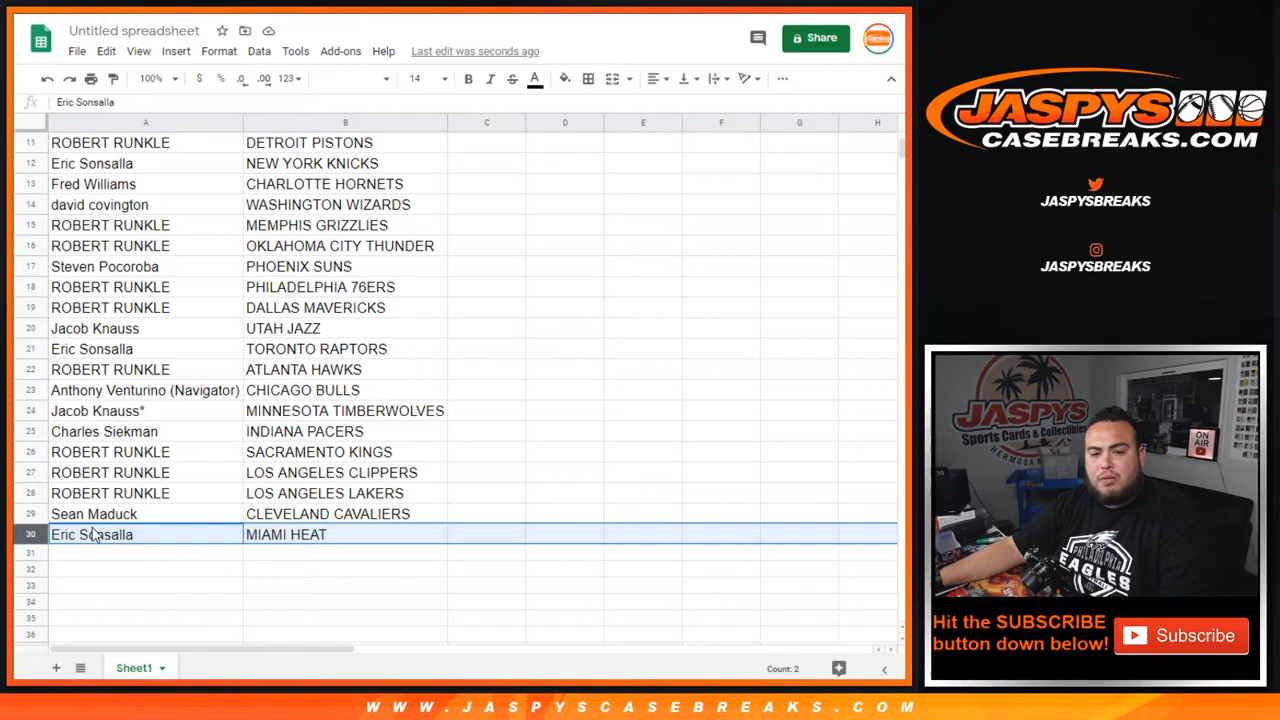 Untitled spreadsheet
File Edit View Insert Format Data Tools Add-ons Help Last edit was seconds ago
Share
100% $ % .0 .00 123 14 B I S A
fx Eric Sonsalla
A B C D E F G H
11 ROBERT RUNKLE DETROIT PISTONS
12 Eric Sonsalla NEW YORK KNICKS
13 Fred Williams CHARLOTTE HORNETS
14 david covington WASHINGTON WIZARDS
15 ROBERT RUNKLE MEMPHIS GRIZZLIES
16 ROBERT RUNKLE OKLAHOMA CITY THUNDER
17 Steven Pocoroba PHOENIX SUNS
18 ROBERT RUNKLE PHILADELPHIA 76ERS
19 ROBERT RUNKLE DALLAS MAVERICKS
20 Jacob Knauss UTAH JAZZ
21 Eric Sonsalla TORONTO RAPTORS
22 ROBERT RUNKLE ATLANTA HAWKS
23 Anthony Venturino (Navigator) CHICAGO BULLS
24 Jacob Knauss* MINNESOTA TIMBERWOLVES
25 Charles Siekman INDIANA PACERS
26 ROBERT RUNKLE SACRAMENTO KINGS
27 ROBERT RUNKLE LOS ANGELES CLIPPERS
28 ROBERT RUNKLE LOS ANGELES LAKERS
29 Sean Maduck CLEVELAND CAVALIERS
30 Eric Sonsalla MIAMI HEAT
31
32
33
34
35
36
Sheet1
Count: 2
JASPYS
CASEBREAKS.COM
JASPYSBREAKS
JASPYSBREAKS
JASPYS
Sports Cards & Collectibles
HERMOSA
ON AIR
PHILADELPHIA
EAGLES
Hit the SUBSCRIBE
button down below!
Subscribe
WWW.JASPYSCASEBREAKS.COM